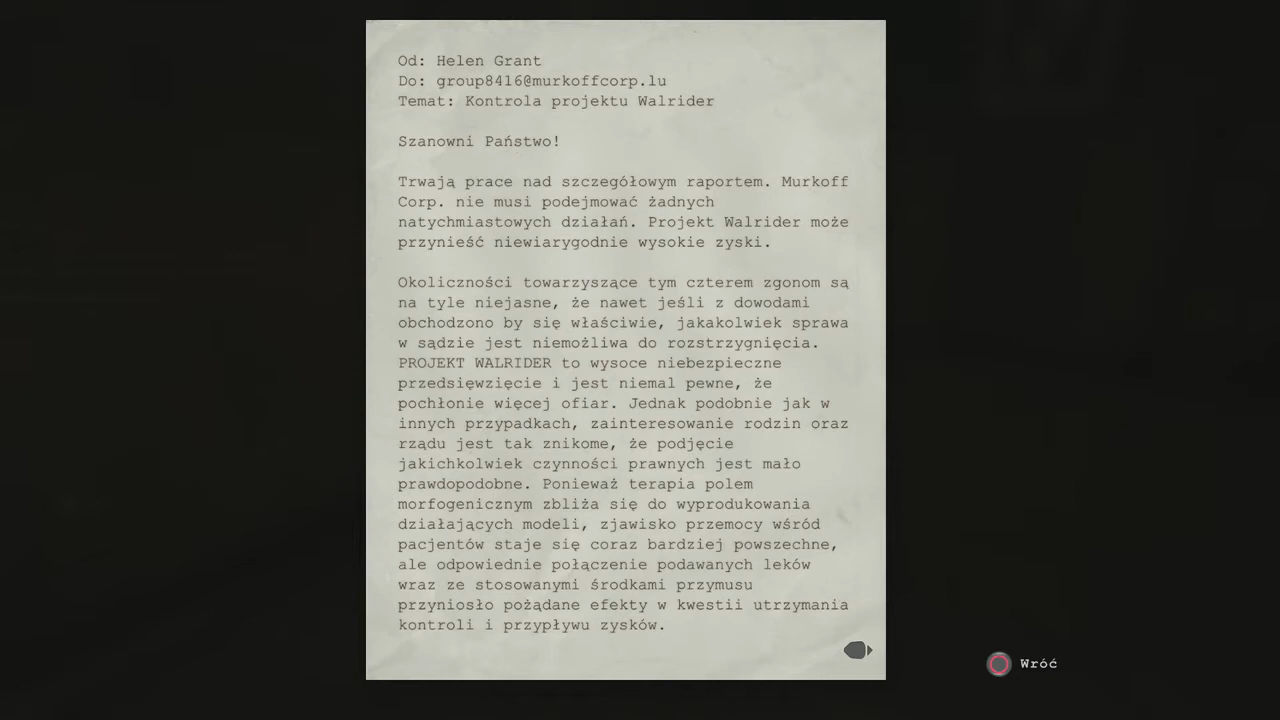 Od: Helen Grant
Do: group8416@murkoffcorp.lu
Temat: Kontrola projektu Walrider
Szanowni Państwo!
Trwają prace nad szczegółowym raportem. Murkoff
Corp. nie musi podejmować żadnych
natychmiastowych działań. Projekt Walrider może
przynieść niewiarygodnie wysokie zyski.
Okoliczności towarzyszące tym czterem zgonom są
na tyle niejasne, że nawet jeśli z dowodami
obchodzono by się właściwie, jakakolwiek sprawa
w sądzie jest niemożliwa do rozstrzygnięcia.
PROJEKT WALRIDER to wysoce niebezpieczne
przedsięwzięcie i jest niemal pewne, że
pochłonie więcej ofiar. Jednak podobnie jak w
innych przypadkach, zainteresowanie rodzin oraz
rządu jest tak znikome, że podjęcie
jakichkolwiek czynności prawnych jest mało
prawdopodobne. Ponieważ terapia polem
morfogenicznym zbliża się do wyprodukowania
działających modeli, zjawisko przemocy wśród
pacjentów staje się coraz bardziej powszechne,
ale odpowiednie połączenie podawanych leków
wraz ze stosowanymi środkami przymusu
przyniosło pożądane efekty w kwestii utrzymania
kontroli i przypływu zysków.
Wróć